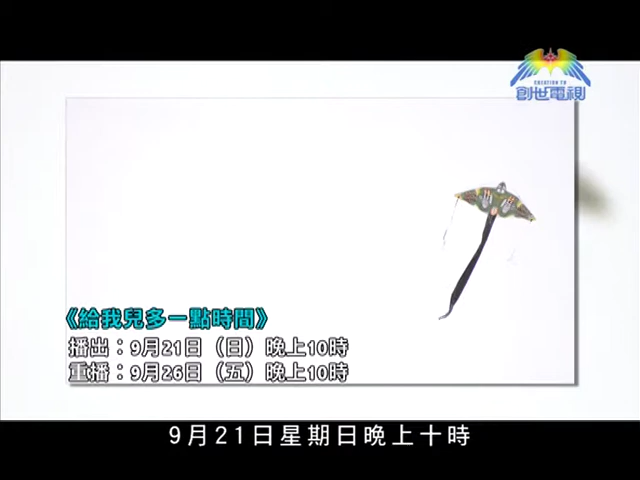 CREATION TV
創世電視
《給我兒多一點時間》
播出：9月21日（日）晚上10時
重播：9月26日（五）晚上10時
9月21日星期日晚上十時